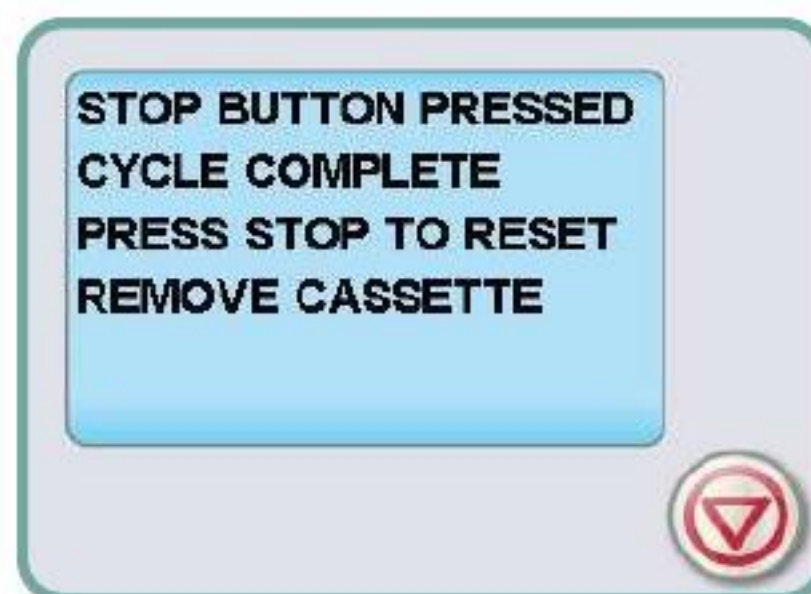 STOP BUTTON PRESSED
CYCLE COMPLETE
PRESS STOP TO RESET
REMOVE CASSETTE